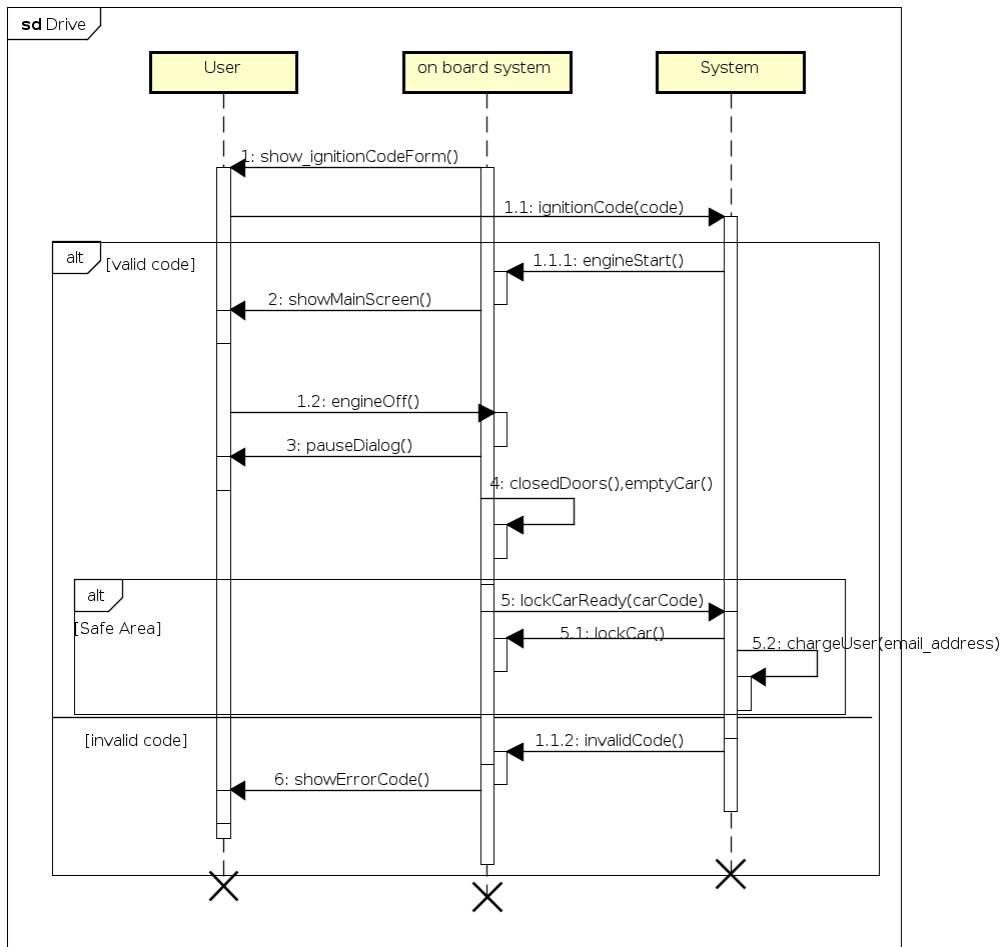 sd Drive
User
on board system
System
1: show_ignitionCodeForm()
1.1: ignitionCode(code)
alt
[valid code]
1.1.1: engineStart()
2: showMainScreen()
1.2: engineOff()
3: pauseDialog()
4: closedDoors(),emptyCar()
alt
5: lockCarReady(carCode)
[Safe Area]
5.1: lockCar()
5.2: chargeUser(email_address)
[invalid code]
1.1.2: invalidCode()
6: showErrorCode()